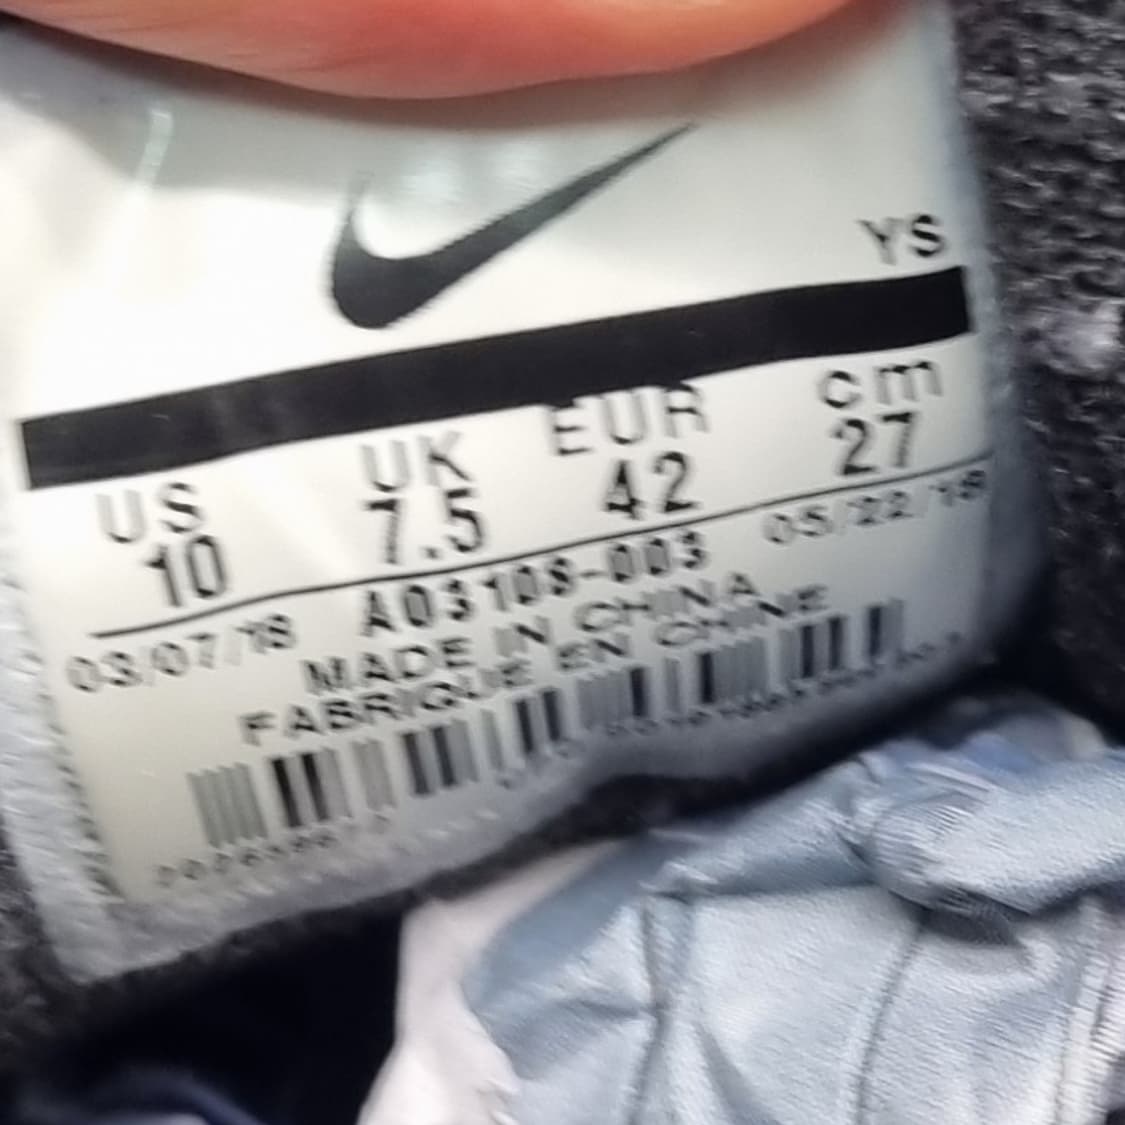 YS
US UK EUR cm
10 7.5 42 27
03/07/18 A03108-003 05/22/18
MADE IN CHINA
FABRIQUE EN CHINE